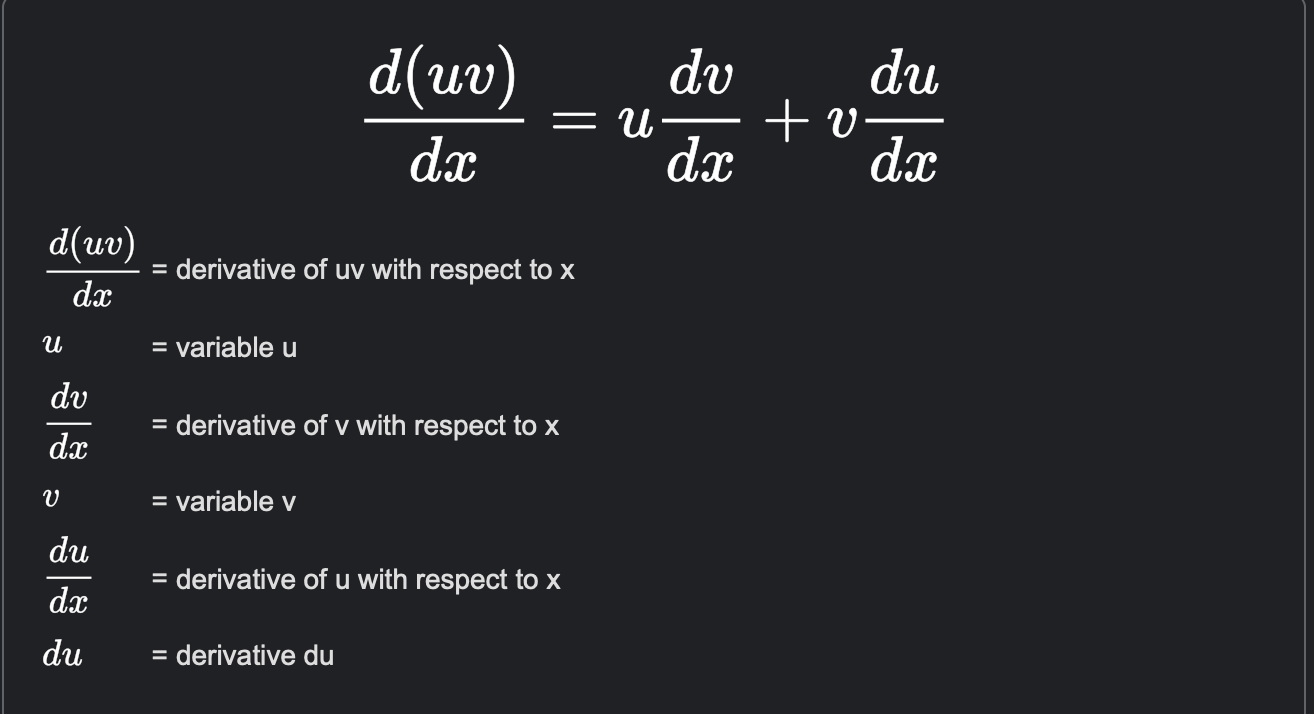 d(uv)/dx = u dv/dx + v du/dx
d(uv)/dx = derivative of uv with respect to x
u = variable u
dv/dx = derivative of v with respect to x
v = variable v
du/dx = derivative of u with respect to x
du = derivative du